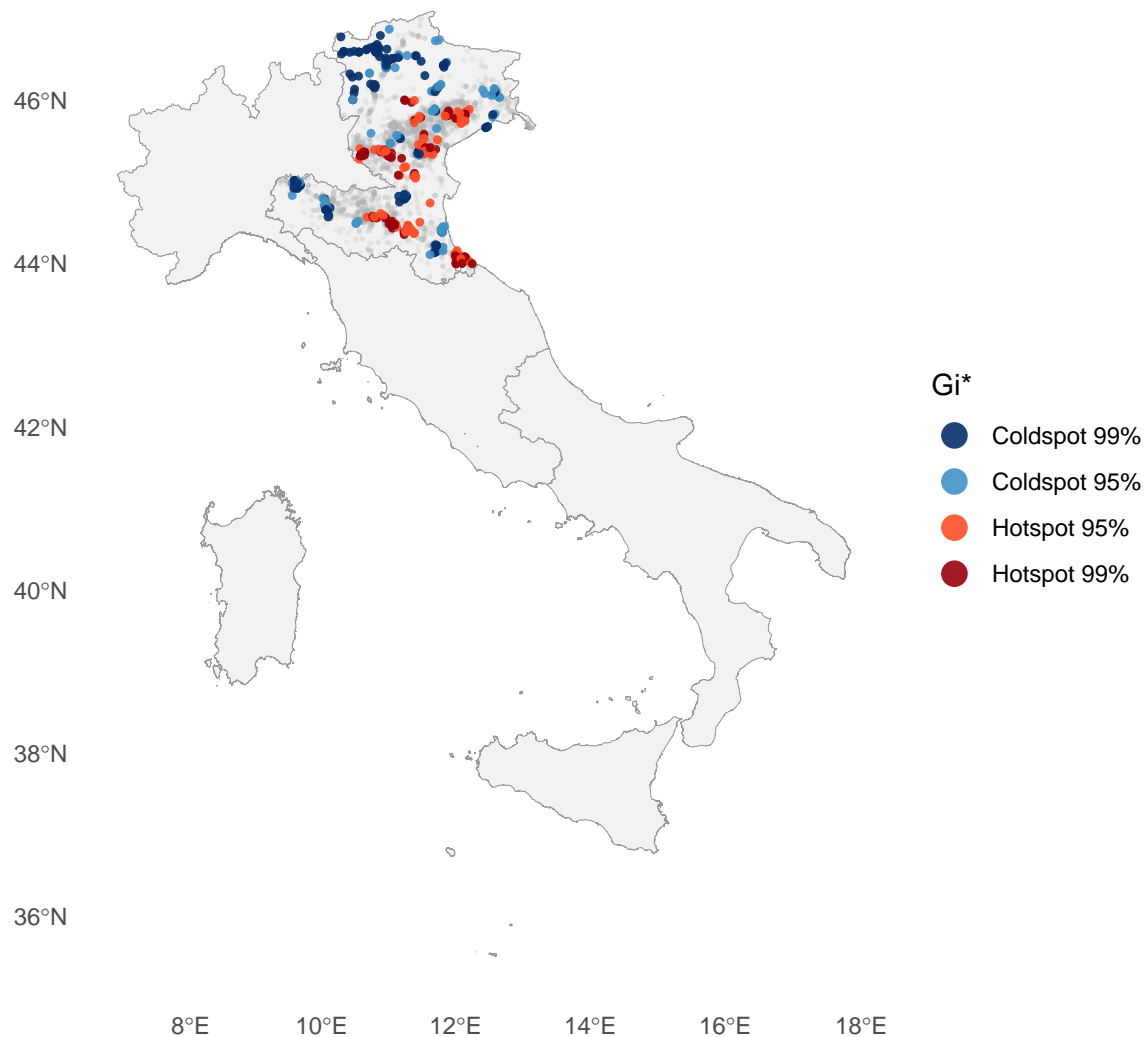 46°N
44°N
42°N
40°N
38°N
36°N
8°E
10°E
12°E
14°E
16°E
18°E
Gi*
Coldspot 99%
Coldspot 95%
Hotspot 95%
Hotspot 99%